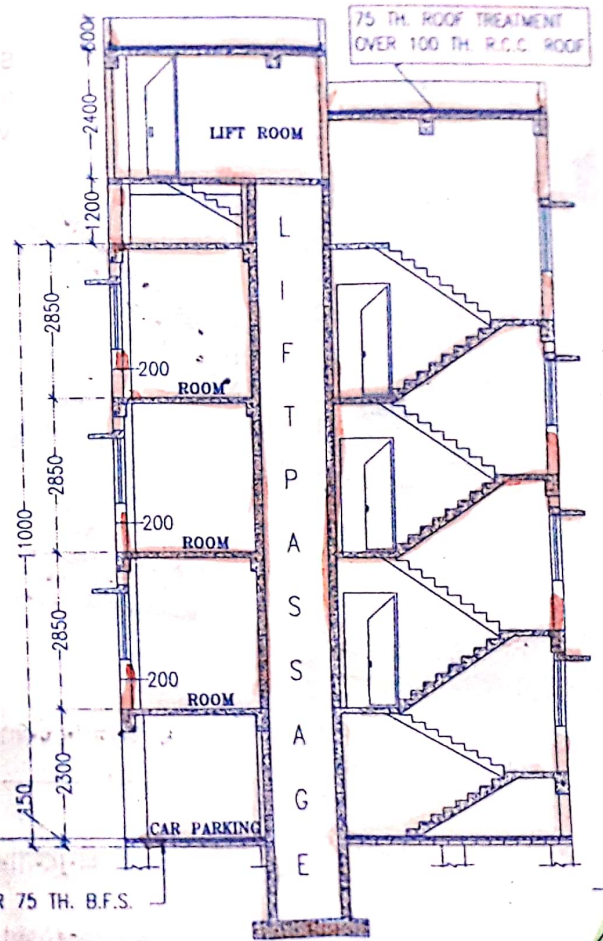 75 TH. ROOF TREATMENT
OVER 100 TH. R.C.C. ROOF
2400
LIFT ROOM
1200
L
I
F
T
P
A
S
S
A
G
E
2850
200
ROOM
2850
200
ROOM
11000
2850
200
ROOM
2300
150
CAR PARKING
R 75 TH. B.F.S.